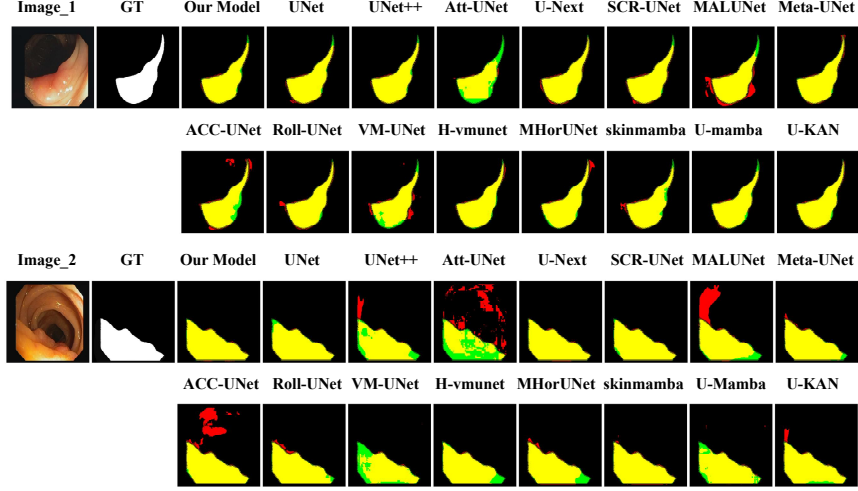 Image_1 GT Our Model UNet UNet++ Att-UNet U-Next SCR-UNet MALUNet Meta-UNet
ACC-UNet Roll-UNet VM-UNet H-vmunet MHorUNet skinmamba U-mamba U-KAN
Image_2 GT Our Model UNet UNet++ Att-UNet U-Next SCR-UNet MALUNet Meta-UNet
ACC-UNet Roll-UNet VM-UNet H-vmunet MHorUNet skinmamba U-Mamba U-KAN